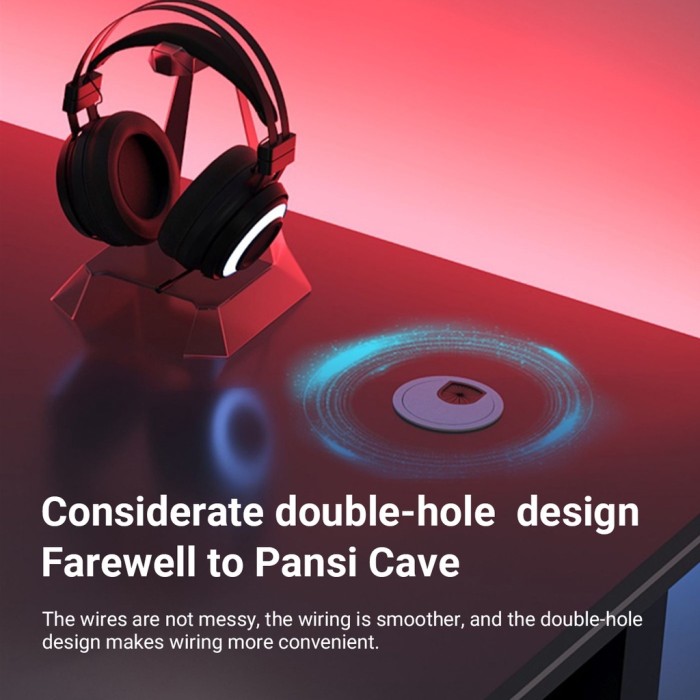 Considerate double-hole  design
Farewell to Pansi Cave
The wires are not messy, the wiring is smoother, and the double-hole
design makes wiring more convenient.